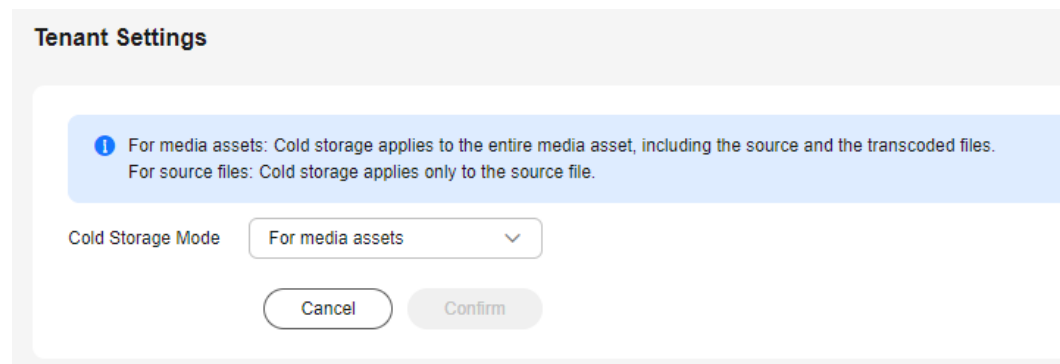 Tenant Settings
For media assets: Cold storage applies to the entire media asset, including the source and the transcoded files.
For source files: Cold storage applies only to the source file.
Cold Storage Mode
For media assets
Cancel
Confirm